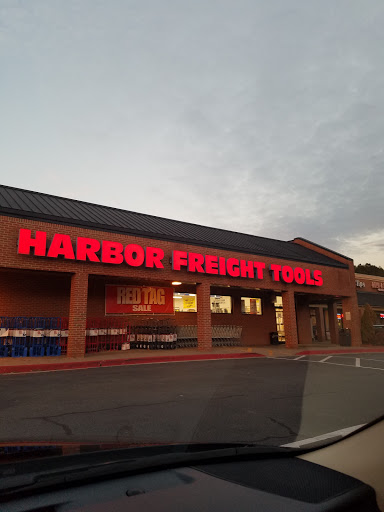 HARBOR FREIGHT TOOLS
RED TAG
SALE